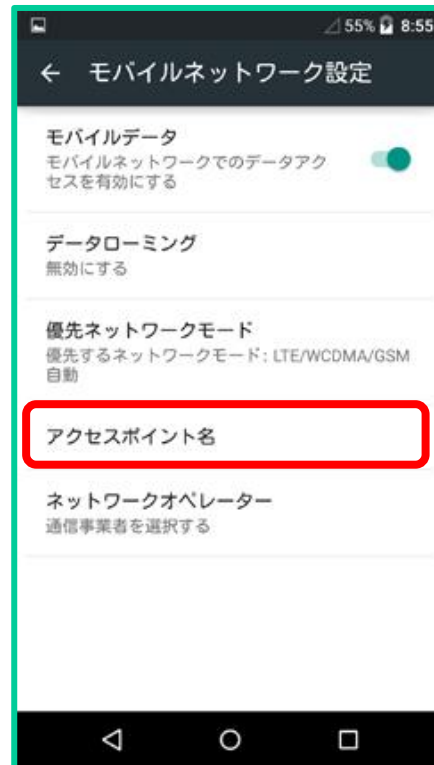 55% 8:55
モバイルネットワーク設定
モバイルデータ
モバイルネットワークでのデータアク
セスを有効にする
データローミング
無効にする
優先ネットワークモード
優先するネットワークモード: LTE/WCDMA/GSM
自動
アクセスポイント名
ネットワークオペレーター
通信事業者を選択する